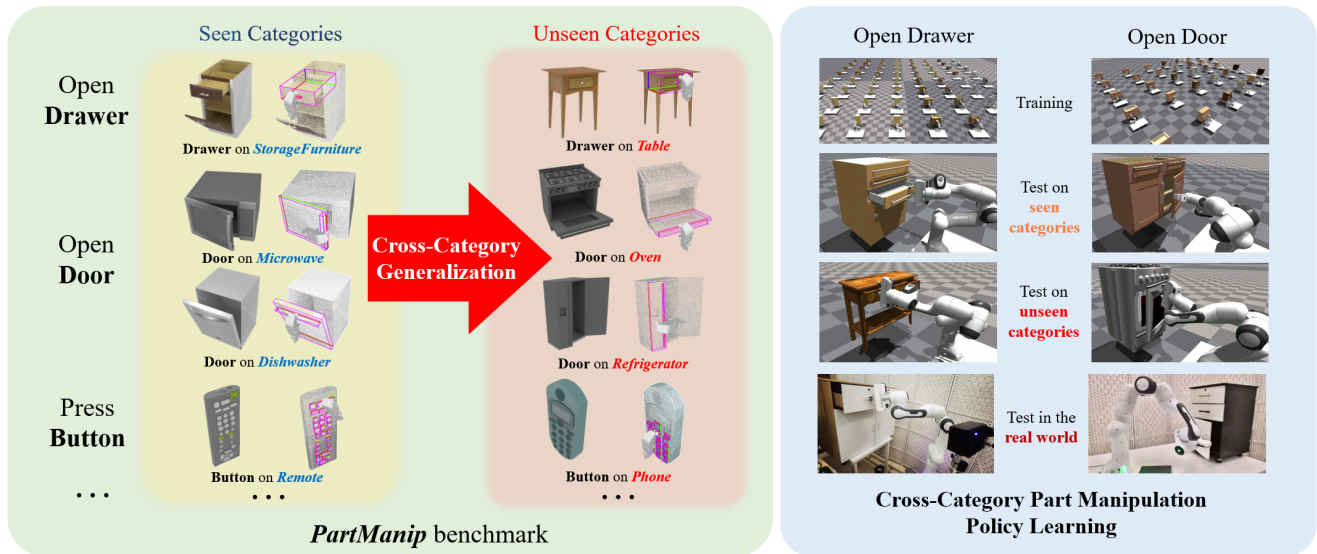 Seen Categories
Unseen Categories
Open
Drawer
Drawer on StorageFurniture
Drawer on Table
Open
Door
Door on Microwave
Door on Oven
Cross-Category
Generalization
Door on Dishwasher
Door on Refrigerator
Press
Button
Button on Remote
Button on Phone
. . .
. . .
. . .
PartManip benchmark
Open Drawer
Open Door
Training
Test on
seen
categories
Test on
unseen
categories
Test in the
real world
Cross-Category Part Manipulation
Policy Learning